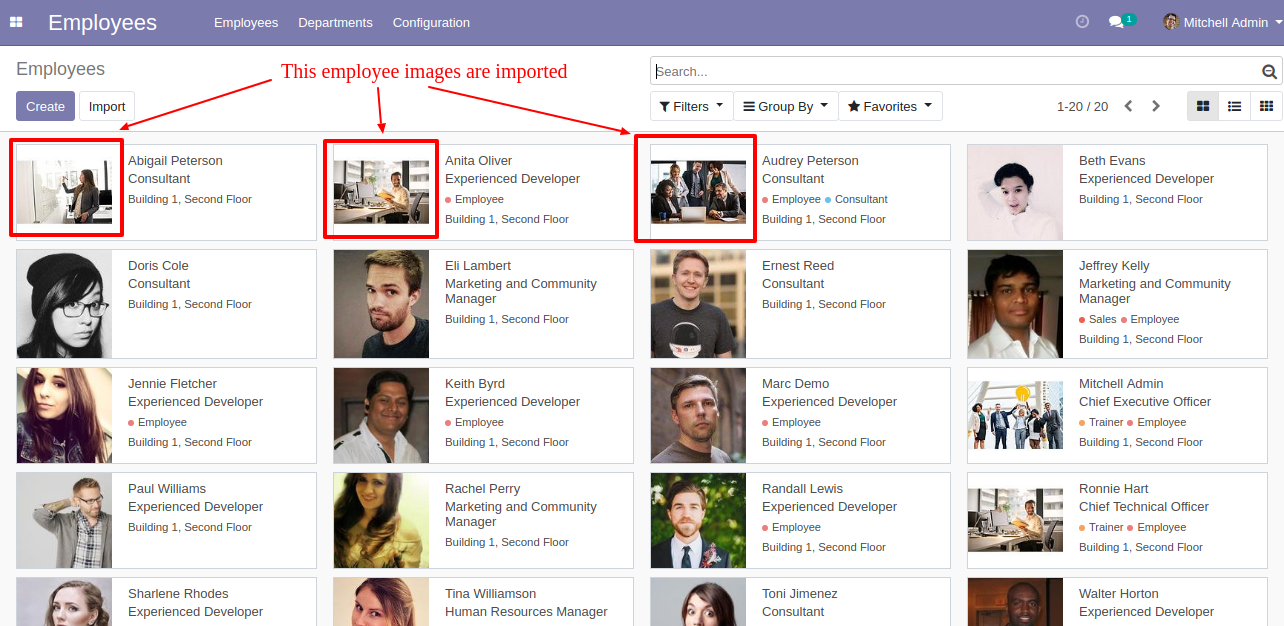 Employees
Employees Departments Configuration
1
Mitchell Admin
Employees
This employee images are imported
Search...
Create Import
Filters Group By Favorites
1-20 / 20
Abigail Peterson
Consultant
Building 1, Second Floor
Anita Oliver
Experienced Developer
Employee
Building 1, Second Floor
Audrey Peterson
Consultant
Employee Consultant
Building 1, Second Floor
Beth Evans
Experienced Developer
Building 1, Second Floor
Doris Cole
Consultant
Building 1, Second Floor
Eli Lambert
Marketing and Community
Manager
Building 1, Second Floor
Ernest Reed
Consultant
Building 1, Second Floor
Jeffrey Kelly
Marketing and Community
Manager
Sales Employee
Building 1, Second Floor
Jennie Fletcher
Experienced Developer
Employee
Building 1, Second Floor
Keith Byrd
Experienced Developer
Employee
Building 1, Second Floor
Marc Demo
Experienced Developer
Employee
Building 1, Second Floor
Mitchell Admin
Chief Executive Officer
Trainer Employee
Building 1, Second Floor
Paul Williams
Experienced Developer
Building 1, Second Floor
Rachel Perry
Marketing and Community
Manager
Building 1, Second Floor
Randall Lewis
Experienced Developer
Employee
Building 1, Second Floor
Ronnie Hart
Chief Technical Officer
Trainer Employee
Building 1, Second Floor
Sharlene Rhodes
Experienced Developer
Tina Williamson
Human Resources Manager
Toni Jimenez
Consultant
Walter Horton
Experienced Developer